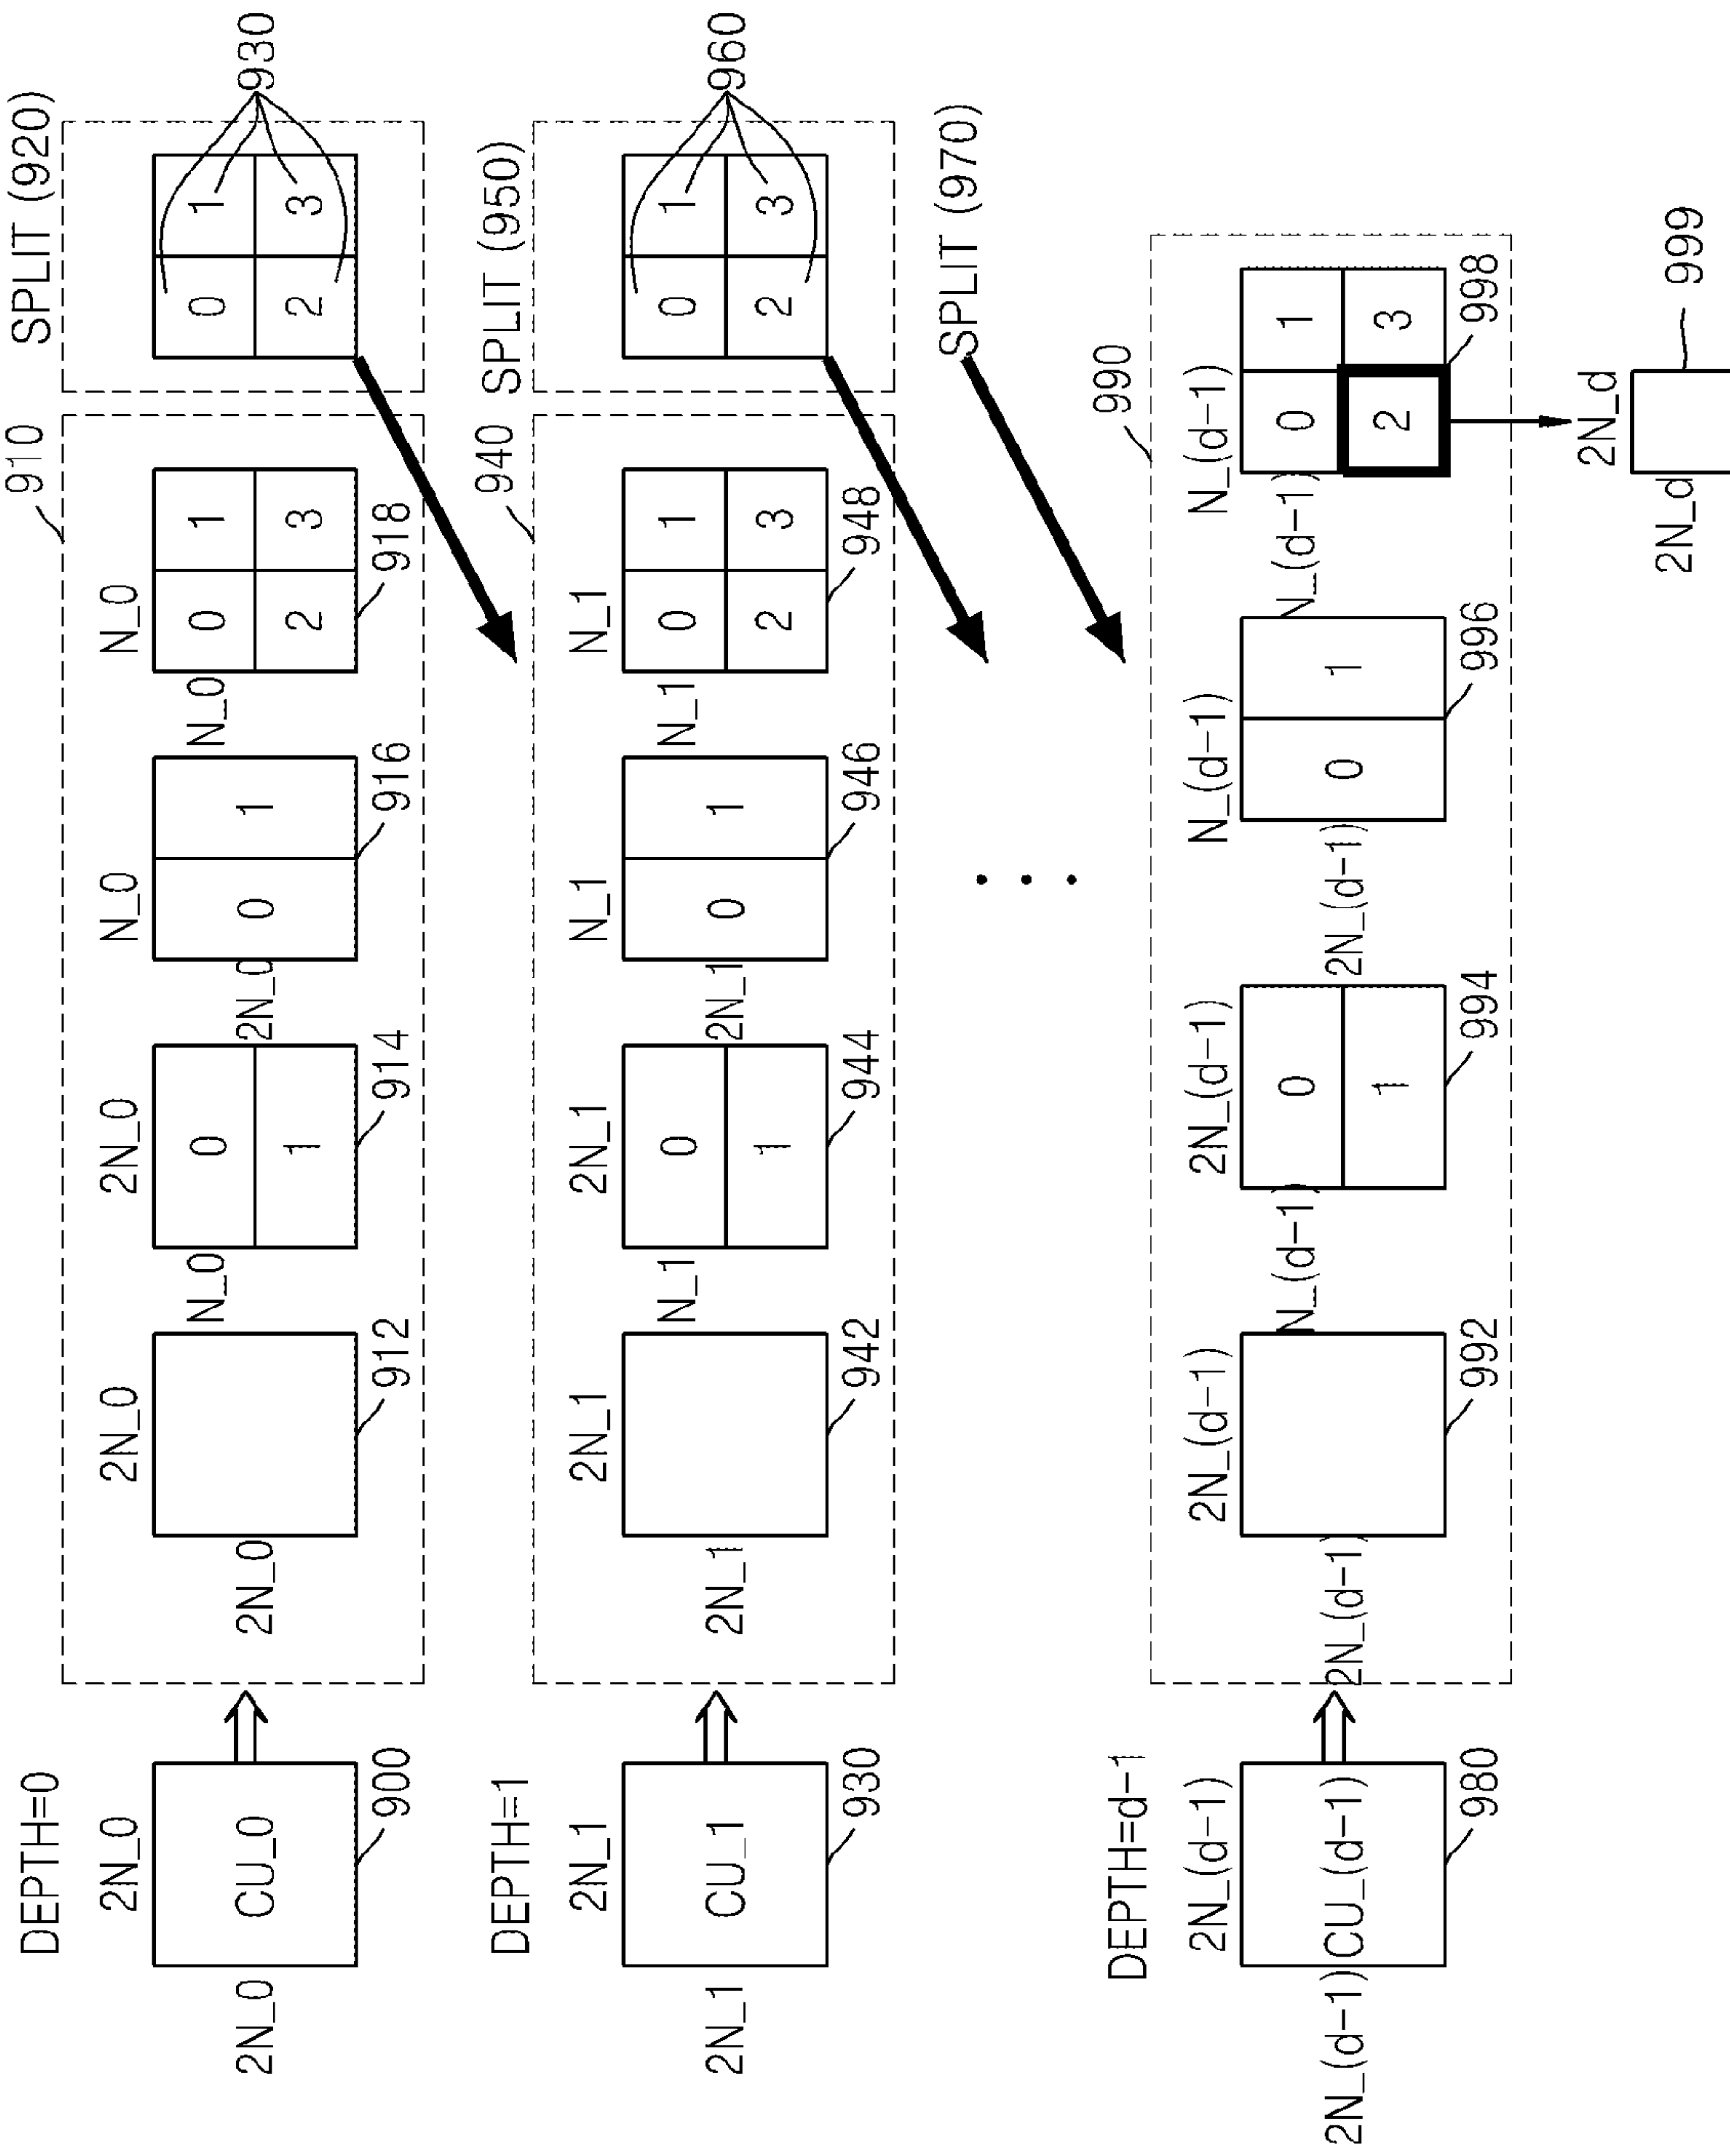 DEPTH=0
SPLIT (920)
910
2N_0 2N_0 2N_0 N_0 N_0
2N_0 CU_0 2N_0 N_0 0 1 2N_0 0 1 N_0 0 1 2 3 0 1 2 3 930
900 912 914 916 918
DEPTH=1
SPLIT (950)
940
2N_1 2N_1 2N_1 N_1 N_1
2N_1 CU_1 2N_1 N_1 0 1 2N_1 0 1 N_1 0 1 2 3 0 1 2 3 960
930 942 944 946 948
SPLIT (970)
DEPTH=d-1
990
2N_(d-1) 2N_(d-1) 2N_(d-1) N_(d-1) N_(d-1)
2N_(d-1) CU_(d-1) 2N_(d-1) N_(d-1) 0 1 2N_(d-1) 0 1 N_(d-1) 0 1 2 3
980 992 994 996 998
2N_d
2N_d 999